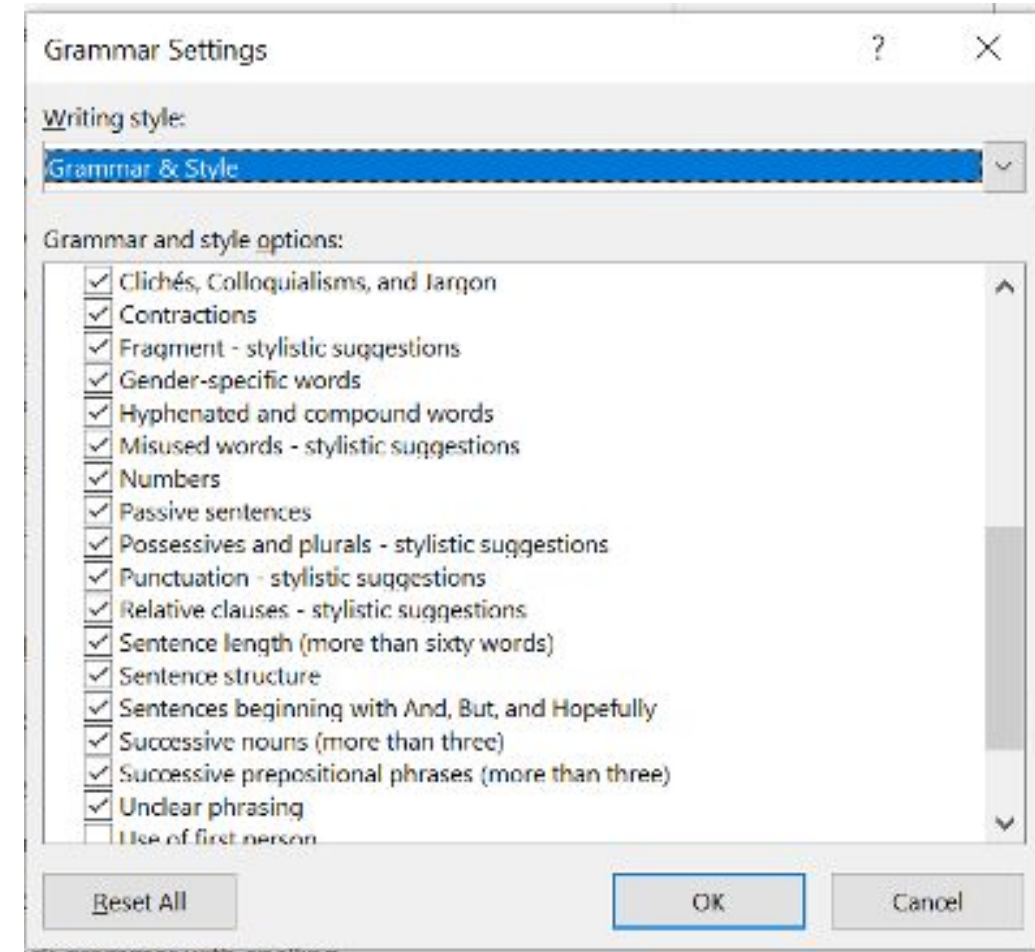 Grammar Settings
Writing style:
Grammar & Style
Grammar and style options:
Clichés, Colloquialisms, and Jargon
Contractions
Fragment - stylistic suggestions
Gender-specific words
Hyphenated and compound words
Misused words - stylistic suggestions
Numbers
Passive sentences
Possessives and plurals - stylistic suggestions
Punctuation - stylistic suggestions
Relative clauses - stylistic suggestions
Sentence length (more than sixty words)
Sentence structure
Sentences beginning with And, But, and Hopefully
Successive nouns (more than three)
Successive prepositional phrases (more than three)
Unclear phrasing
Use of first person
Reset All
OK
Cancel